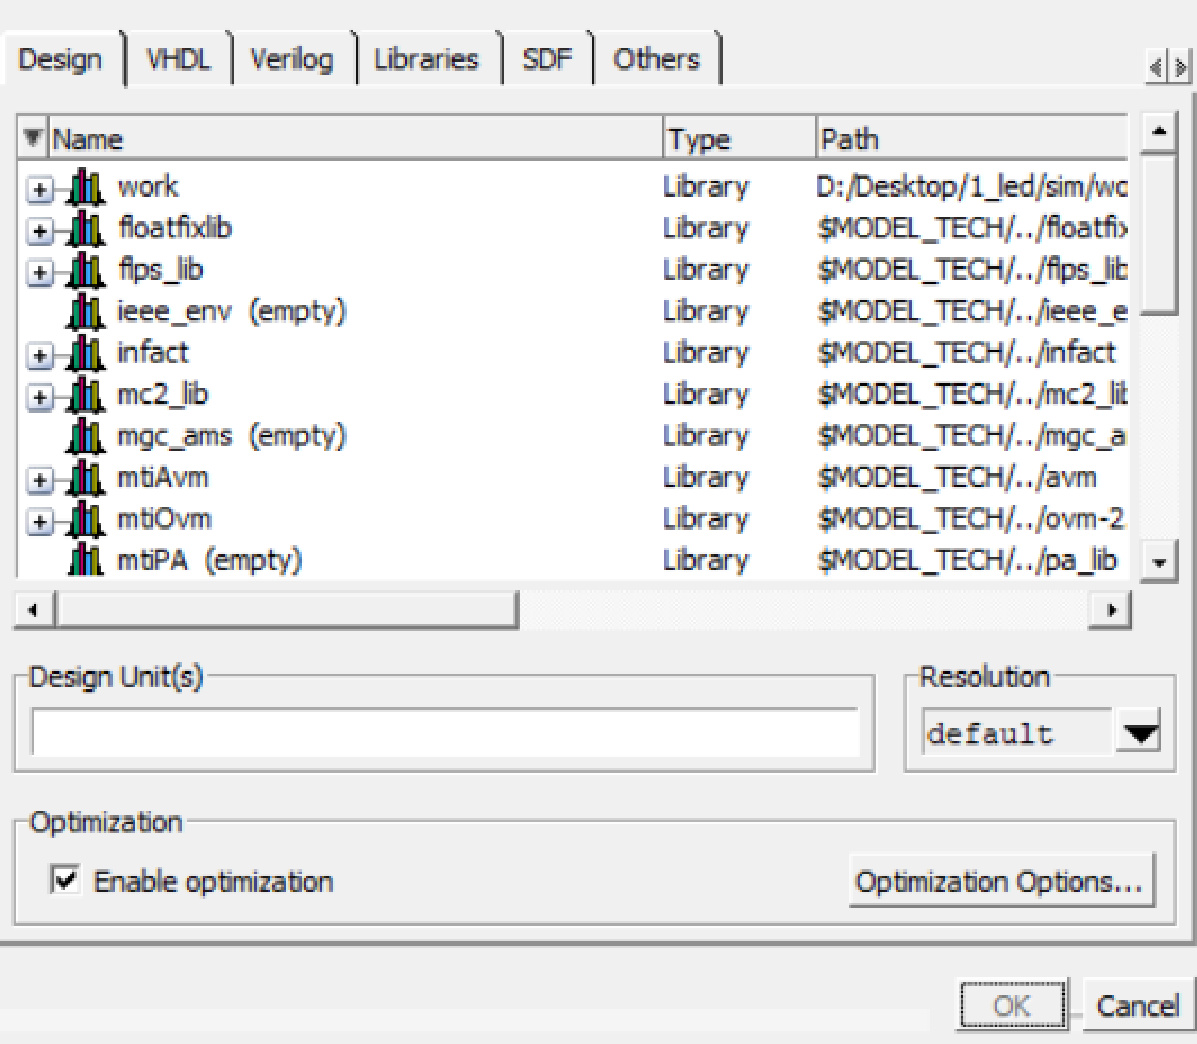 Design VHDL Verilog Libraries SDF Others
Name Type Path
work Library D:/Desktop/1_led/sim/wo
floatfixlib Library $MODEL_TECH/../floatfix
flps_lib Library $MODEL_TECH/../flps_lib
ieee_env (empty) Library $MODEL_TECH/../ieee_e
infact Library $MODEL_TECH/../infact
mc2_lib Library $MODEL_TECH/../mc2_lib
mgc_ams (empty) Library $MODEL_TECH/../mgc_a
mtiAvm Library $MODEL_TECH/../avm
mtiOvm Library $MODEL_TECH/../ovm-2
mtiPA (empty) Library $MODEL_TECH/../pa_lib
Design Unit(s) Resolution
default
Optimization
Enable optimization Optimization Options...
OK Cancel